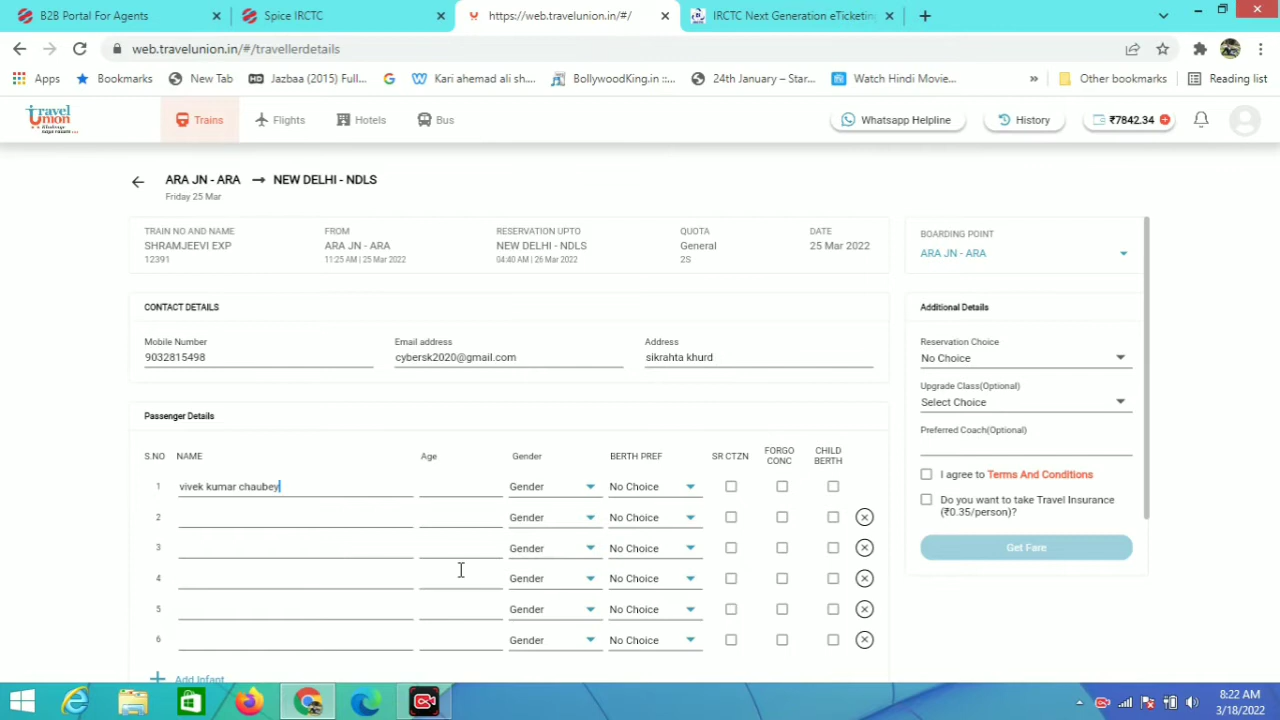 B2B Portal For Agents
Spice IRCTC
https://web.travelunion.in/#/
IRCTC Next Generation eTicketing
web.travelunion.in/#/travellerdetails
Apps
Bookmarks
New Tab
HD
Jazbaa (2015) Full...
Kari ahemad ali sh...
BollywoodKing.in ::...
24th January – Star...
Watch Hindi Movie...
»
Other bookmarks
Reading list
travel union
Trains
Flights
Hotels
Bus
Whatsapp Helpline
History
₹7842.34
ARA JN - ARA → NEW DELHI - NDLS
Friday 25 Mar
TRAIN NO AND NAME FROM RESERVATION UPTO QUOTA DATE
SHRAMJEEVI EXP ARA JN - ARA NEW DELHI - NDLS General 25 Mar 2022
12391 11:25 AM | 25 Mar 2022 04:40 AM | 26 Mar 2022 2S
BOARDING POINT
ARA JN - ARA
CONTACT DETAILS
Mobile Number Email address Address
9032815498 cybersk2020@gmail.com sikrahta khurd
Additional Details
Reservation Choice
No Choice
Upgrade Class(Optional)
Select Choice
Preferred Coach(Optional)
I agree to Terms And Conditions
Do you want to take Travel Insurance
(₹0.35/person)?
Get Fare
Passenger Details
S.NO NAME Age Gender BERTH PREF SR CTZN FORGO CONC CHILD BERTH
1 vivek kumar chaubey Gender No Choice
2 Gender No Choice
3 Gender No Choice
4 Gender No Choice
5 Gender No Choice
6 Gender No Choice
Add Infant
8:22 AM
3/18/2022